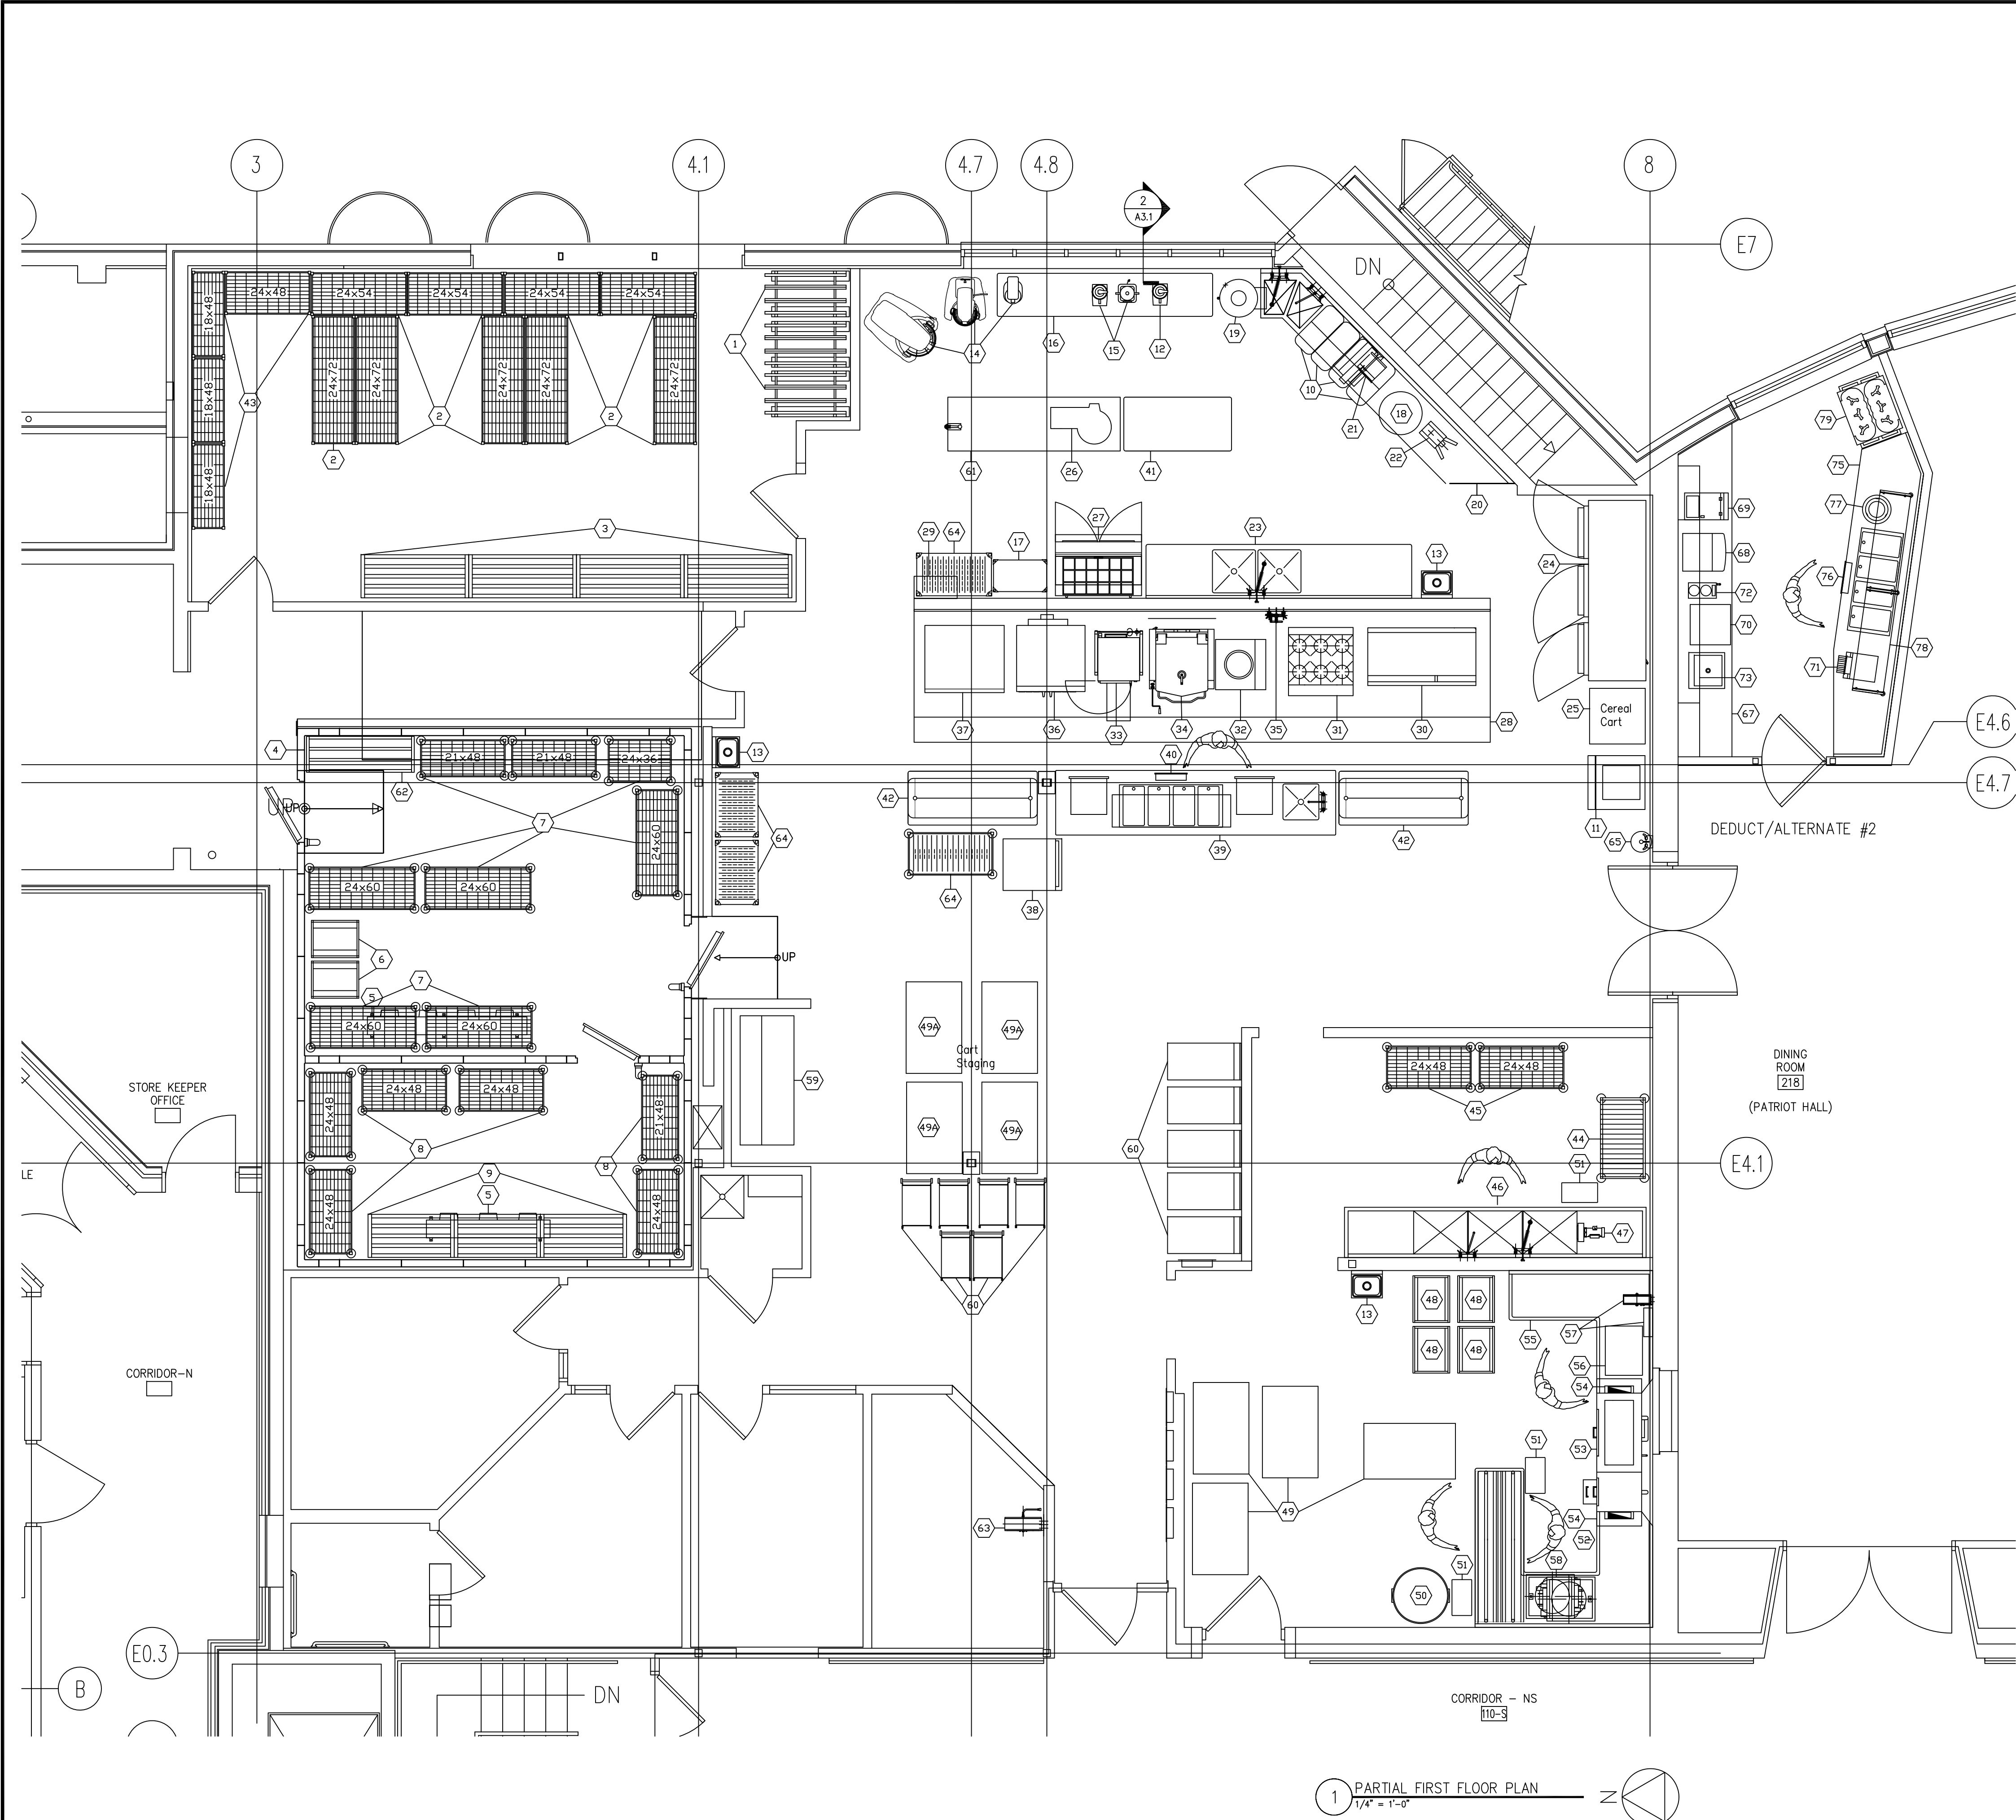 3
4.1
4.7
4.8
8
2
A3.1
E7
DN
24x48
24x54
24x54
24x54
24x54
18x48
18x48
18x48
24x72
24x72
24x72
24x72
24x72
43
2
2
2
1
14
16
15
12
19
10
21
18
22
20
61
26
41
3
29
64
17
27
23
13
24
25
Cereal
Cart
37
36
33
34
32
35
31
30
28
79
75
77
69
68
76
72
70
71
78
73
67
E4.6
E4.7
DEDUCT/ALTERNATE #2
4
21x48
21x48
24x36
13
62
UP
UP
7
24x60
64
24x60
24x60
6
42
40
39
42
11
65
64
38
UP
7
5
24x60
24x60
49A
49A
Cart
Staging
49A
49A
59
60
24x48
24x48
24x48
21x48
8
8
9
5
24x48
24x48
24x48
24x48
45
44
51
46
47
DINING
ROOM
218
(PATRIOT HALL)
E4.1
STORE KEEPER
OFFICE
LE
60
13
48
48
48
48
55
57
56
54
53
51
54
52
58
49
51
50
63
CORRIDOR-N
E0.3
B
DN
CORRIDOR - NS
110-S
1
PARTIAL FIRST FLOOR PLAN
1/4" = 1'-0"
N